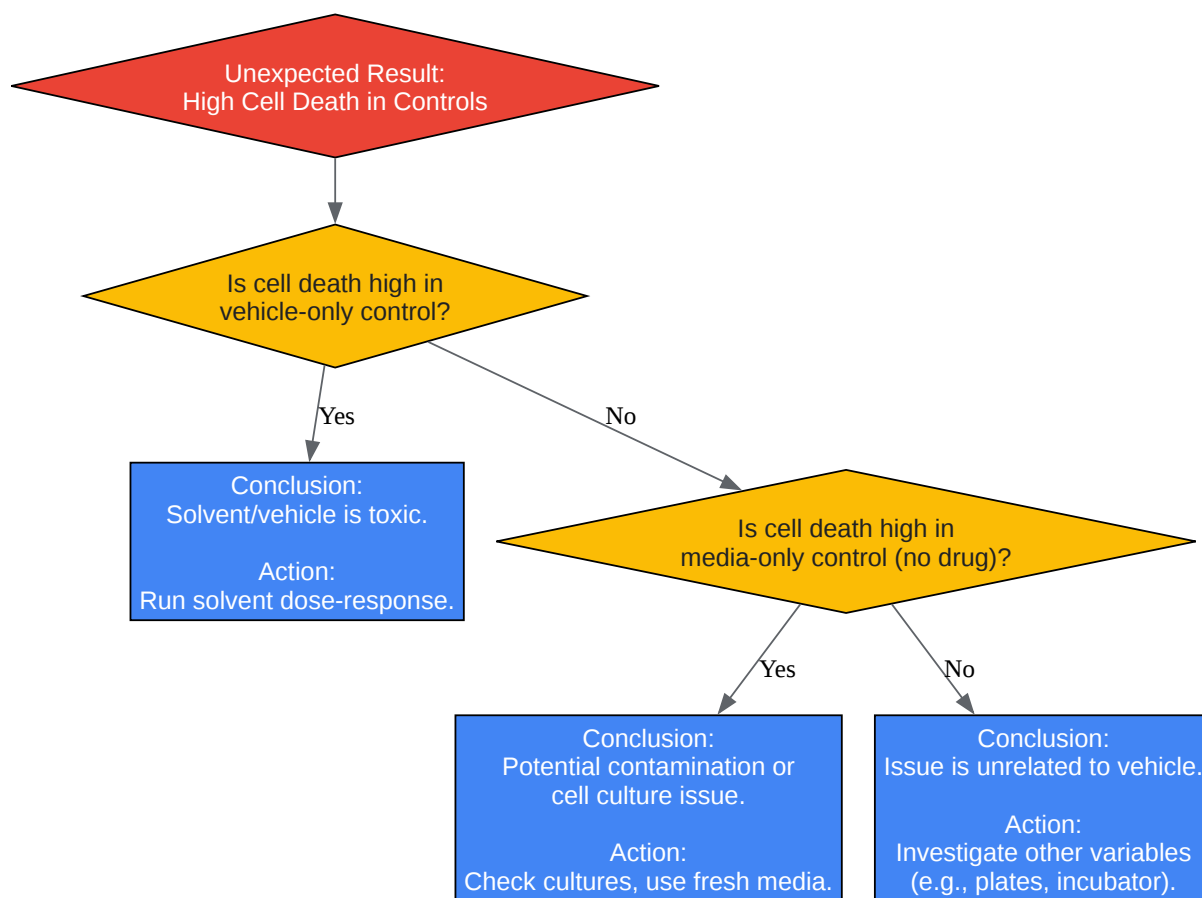 Unexpected Result:
High Cell Death in Controls
Is cell death high in
vehicle-only control?
Yes
No
Conclusion:
Solvent/vehicle is toxic.
Action:
Run solvent dose-response.
Is cell death high in
media-only control (no drug)?
Yes
No
Conclusion:
Potential contamination or
cell culture issue.
Action:
Check cultures, use fresh media.
Conclusion:
Issue is unrelated to vehicle.
Action:
Investigate other variables
(e.g., plates, incubator).